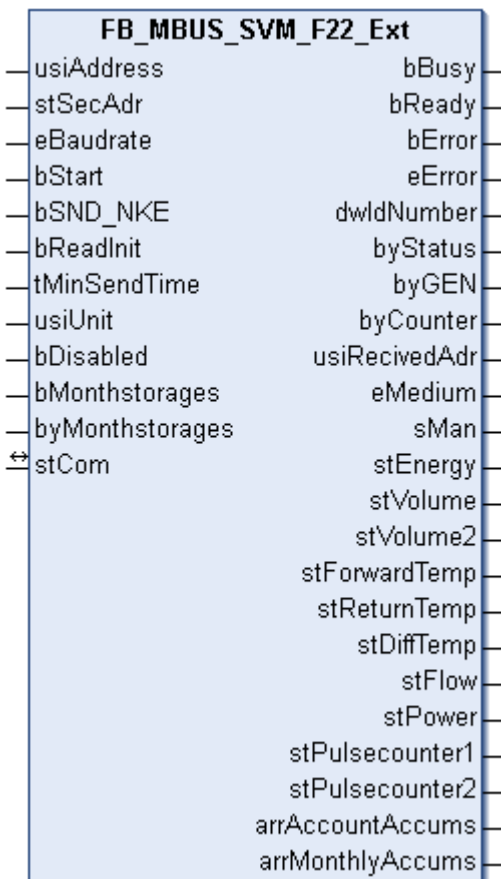 FB_MBUS_SVM_F22_Ext
usiAddress bBusy
stSecAdr bReady
eBaudrate bError
bStart eError
bSND_NKE dwIdNumber
bReadInit byStatus
tMinSendTime byGEN
usiUnit byCounter
bDisabled usiRecivedAdr
bMonthstorages eMedium
byMonthstorages sMan
stCom stEnergy
stVolume
stVolume2
stForwardTemp
stReturnTemp
stDiffTemp
stFlow
stPower
stPulsecounter1
stPulsecounter2
arrAccountAccums
arrMonthlyAccums